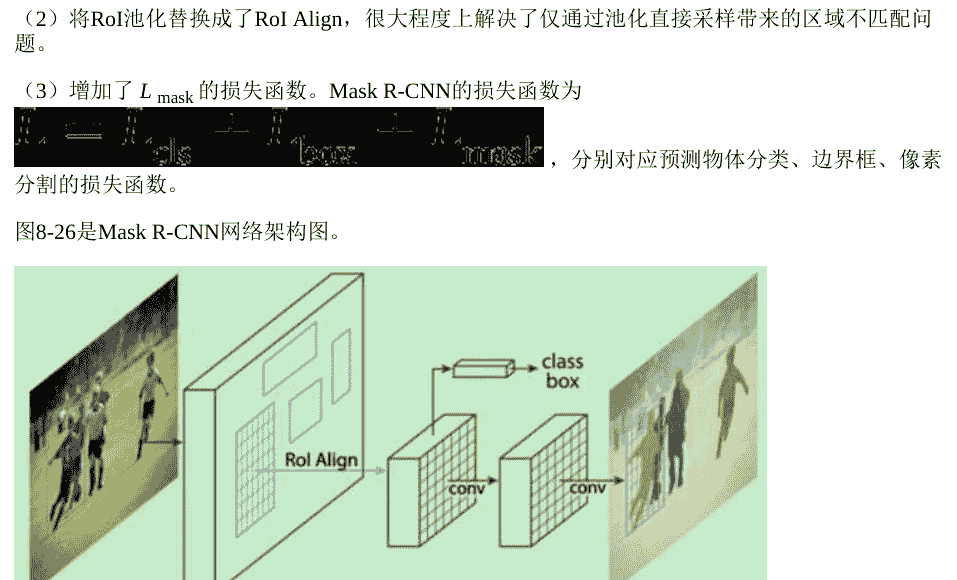 （2）将RoI池化替换成了RoI Align，很大程度上解决了仅通过池化直接采样带来的区域不匹配问
题。
（3）增加了 L mask 的损失函数。Mask R-CNN的损失函数为
L = L cls + L box + L mask ，分别对应预测物体分类、边界框、像素
分割的损失函数。
图8-26是Mask R-CNN网络架构图。
class
box
RoI Align
conv
conv